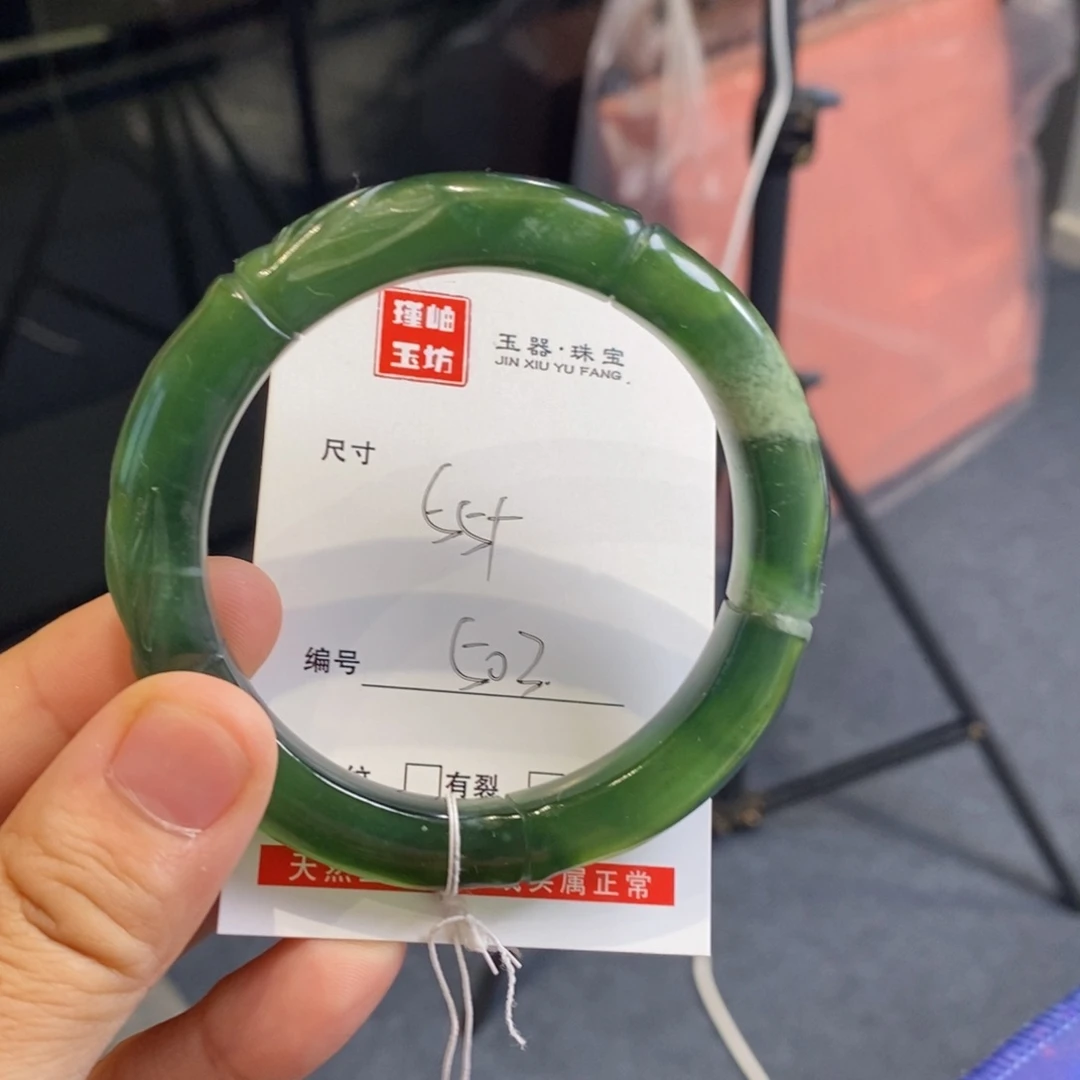 瑾岫
玉坊
玉器·珠宝
JIN XIU YU FANG
尺寸
55+
编号 502
有裂
天然 属正常